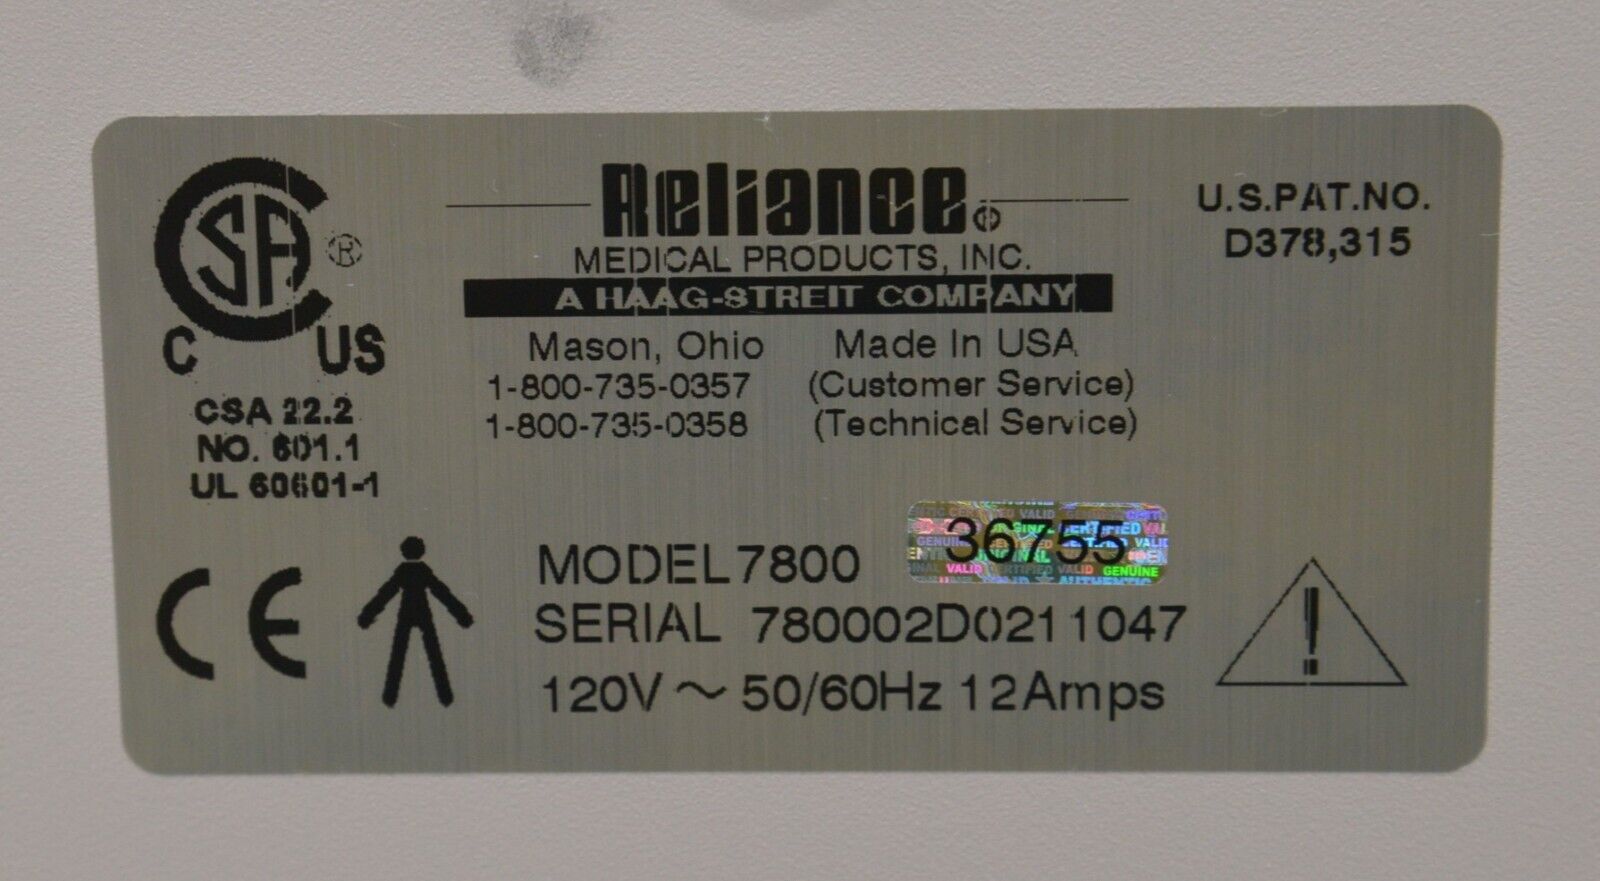 CSA ®
C US
CSA 22.2
NO. 601.1
UL 60601-1
CE
Reliance®
MEDICAL PRODUCTS, INC.
A HAAG-STREIT COMPANY
Mason, Ohio Made In USA
1-800-735-0357 (Customer Service)
1-800-735-0358 (Technical Service)
U.S.PAT.NO.
D378,315
MODEL 7800
36755
SERIAL 780002D0211047
120V ~ 50/60Hz 12Amps
!